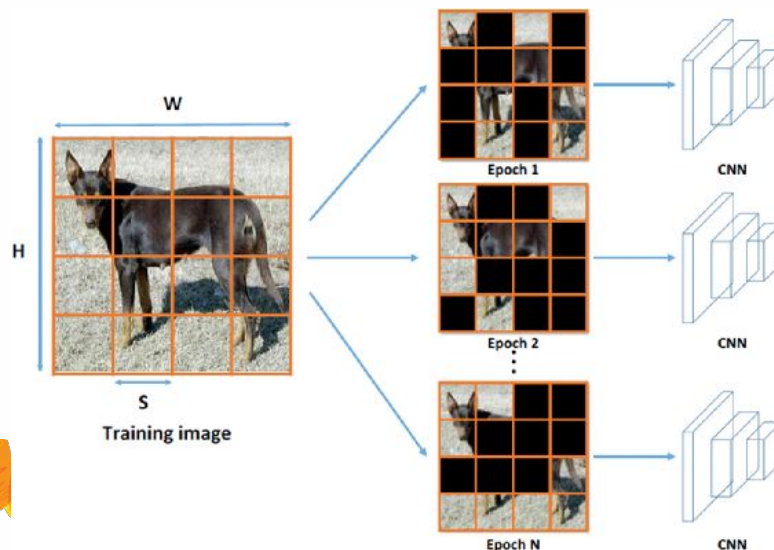 W
H
S
Training image
Epoch 1
CNN
Epoch 2
CNN
Epoch N
CNN